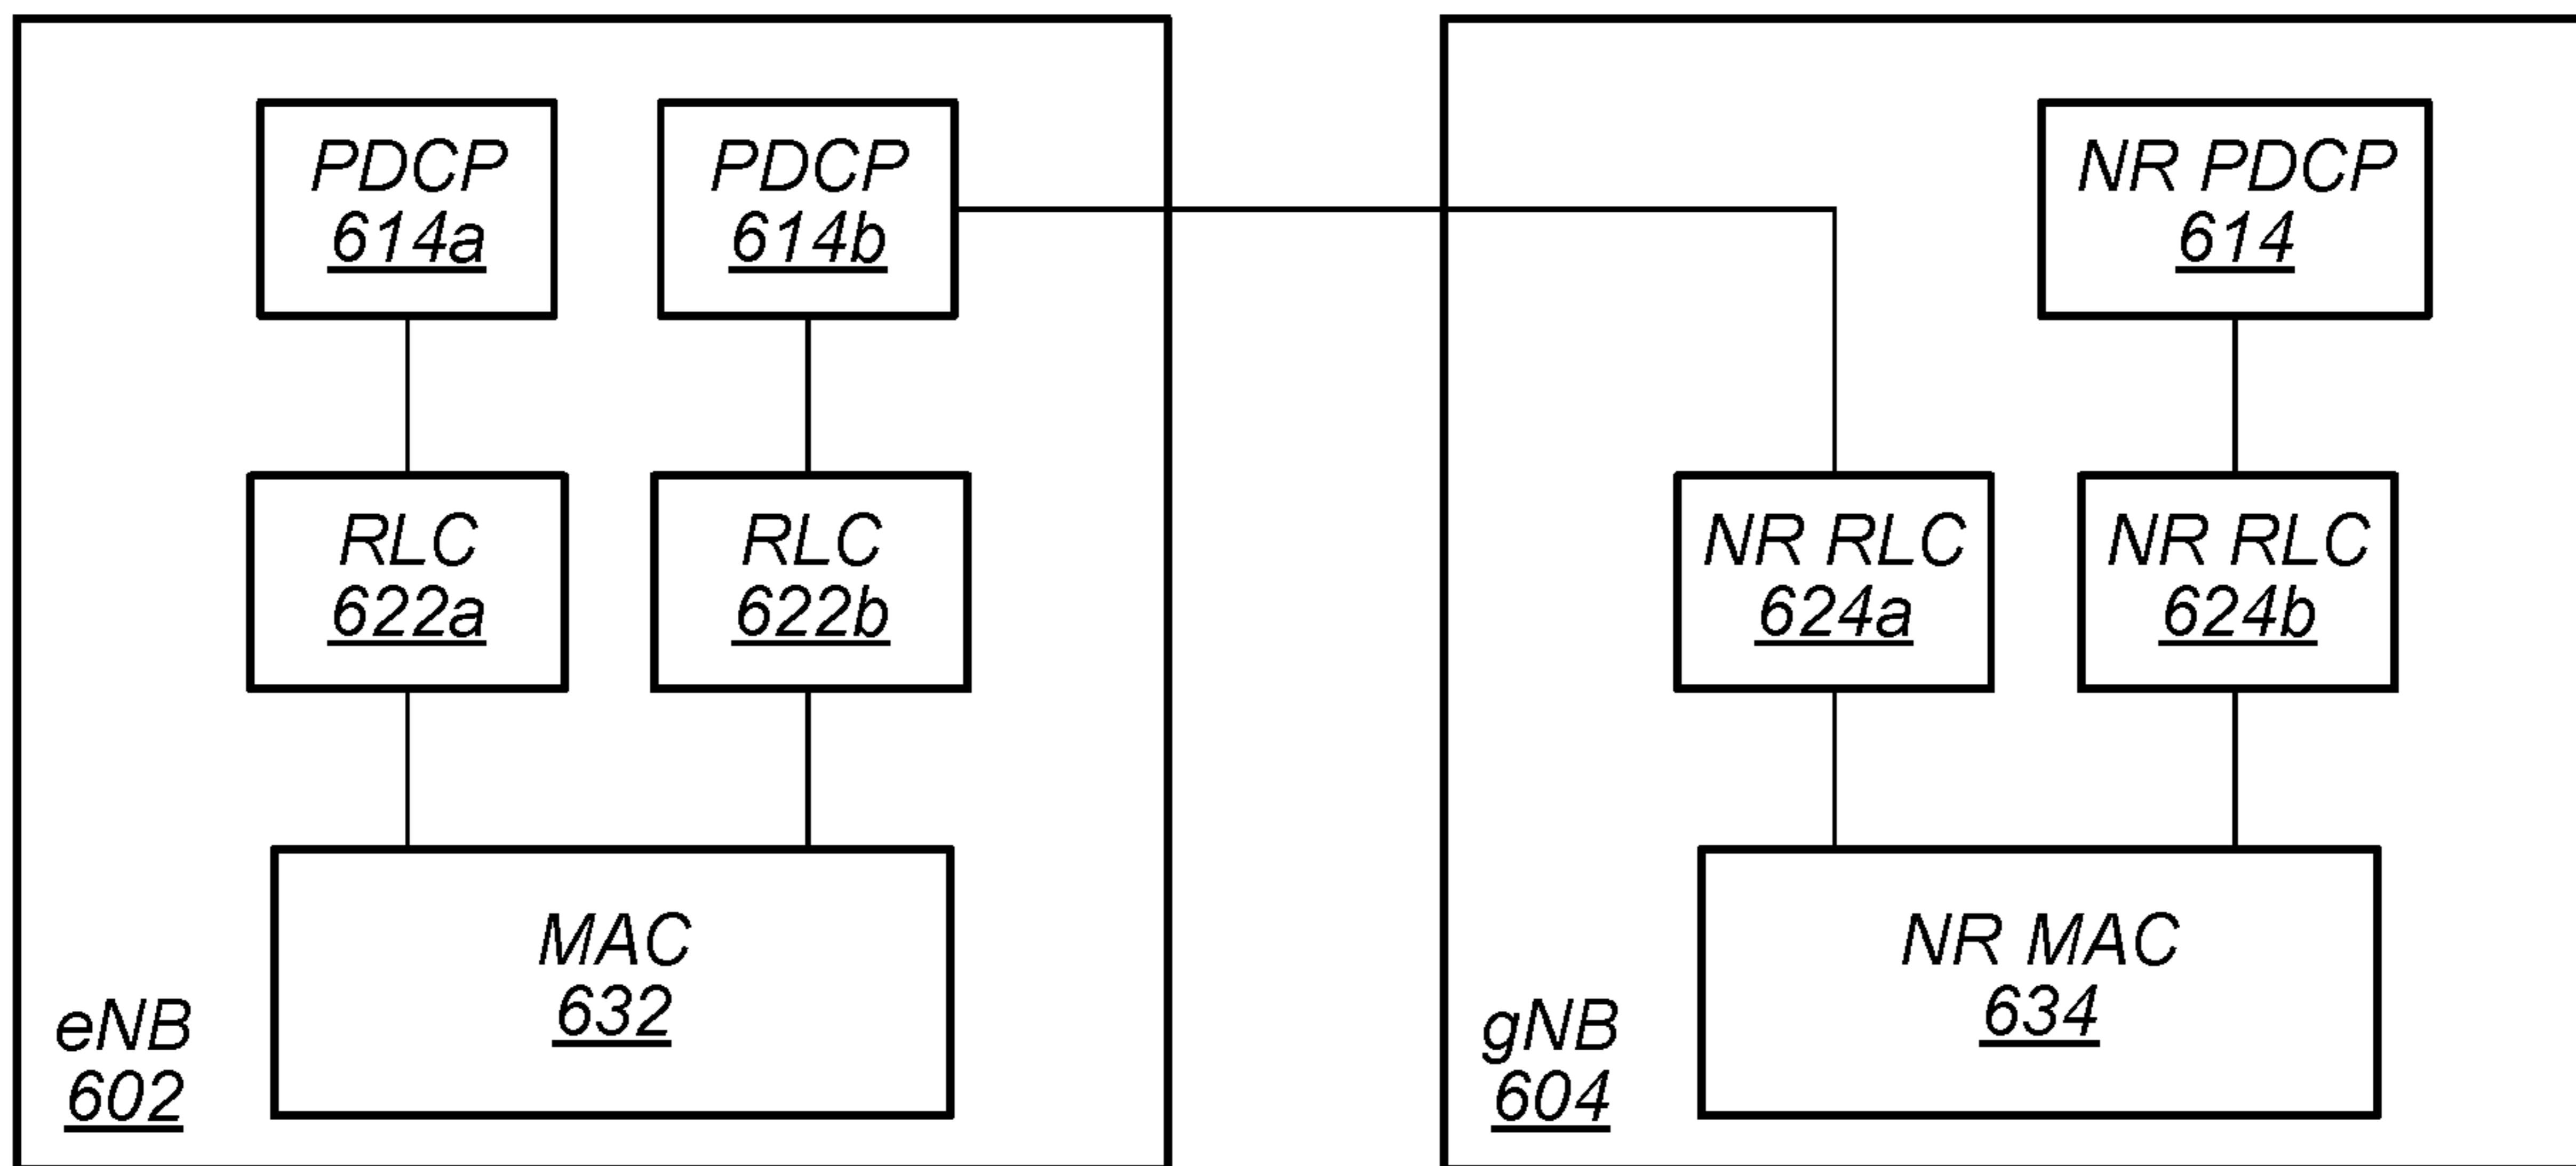 PDCP
614a
PDCP
614b
RLC
622a
RLC
622b
MAC
632
eNB
602
NR PDCP
614
NR RLC
624a
NR RLC
624b
NR MAC
634
gNB
604